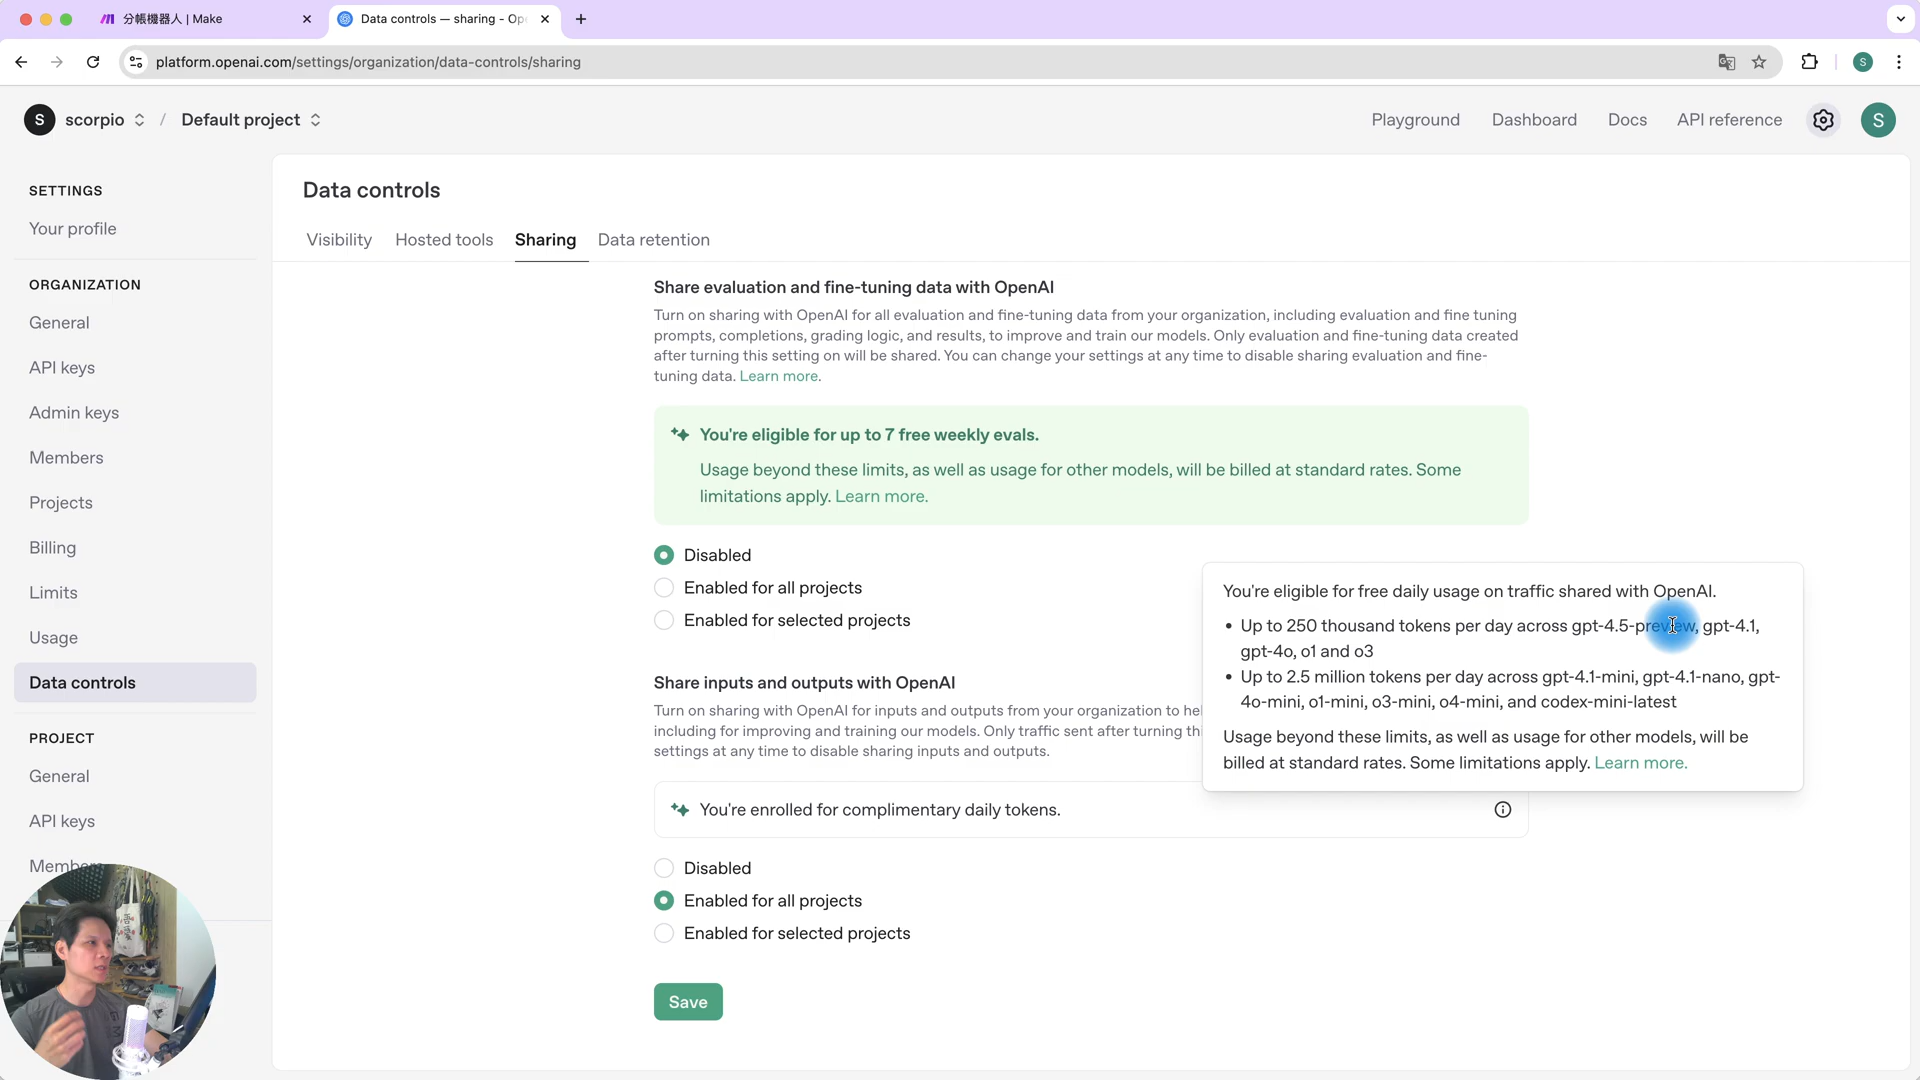 分帳機器人 | Make
Data controls — sharing - Op
platform.openai.com/settings/organization/data-controls/sharing
S
S scorpio / Default project
Playground Dashboard Docs API reference S
SETTINGS
Your profile
ORGANIZATION
General
API keys
Admin keys
Members
Projects
Billing
Limits
Usage
Data controls
PROJECT
General
API keys
Members
Data controls
Visibility Hosted tools Sharing Data retention
Share evaluation and fine-tuning data with OpenAI
Turn on sharing with OpenAI for all evaluation and fine-tuning data from your organization, including evaluation and fine tuning
prompts, completions, grading logic, and results, to improve and train our models. Only evaluation and fine-tuning data created
after turning this setting on will be shared. You can change your settings at any time to disable sharing evaluation and fine-
tuning data. Learn more.
You're eligible for up to 7 free weekly evals.
Usage beyond these limits, as well as usage for other models, will be billed at standard rates. Some
limitations apply. Learn more.
Disabled
Enabled for all projects
Enabled for selected projects
Share inputs and outputs with OpenAI
Turn on sharing with OpenAI for inputs and outputs from your organization to hel
including for improving and training our models. Only traffic sent after turning thi
settings at any time to disable sharing inputs and outputs.
You're eligible for free daily usage on traffic shared with OpenAI.
• Up to 250 thousand tokens per day across gpt-4.5-preview, gpt-4.1,
gpt-4o, o1 and o3
• Up to 2.5 million tokens per day across gpt-4.1-mini, gpt-4.1-nano, gpt-
4o-mini, o1-mini, o3-mini, o4-mini, and codex-mini-latest
Usage beyond these limits, as well as usage for other models, will be
billed at standard rates. Some limitations apply. Learn more.
You're enrolled for complimentary daily tokens.
Disabled
Enabled for all projects
Enabled for selected projects
Save